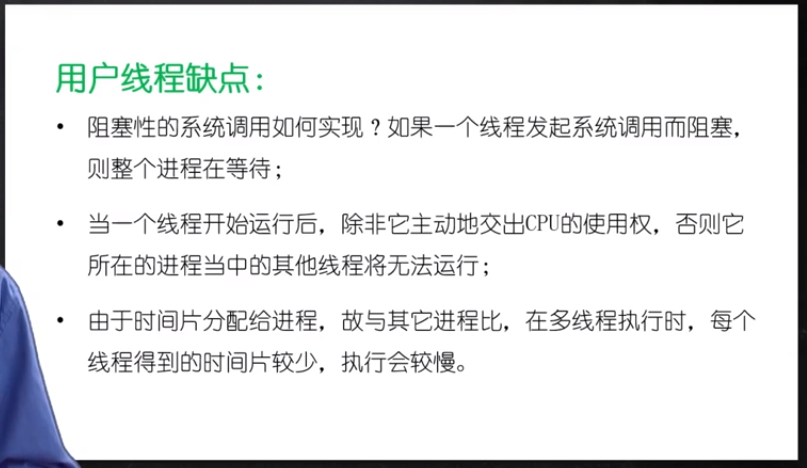 用户线程缺点：
• 阻塞性的系统调用如何实现？如果一个线程发起系统调用而阻塞，
则整个进程在等待；
• 当一个线程开始运行后，除非它主动地交出CPU的使用权，否则它
所在的进程当中的其他线程将无法运行；
• 由于时间片分配给进程，故与其它进程比，在多线程执行时，每个
线程得到的时间片较少，执行会较慢。